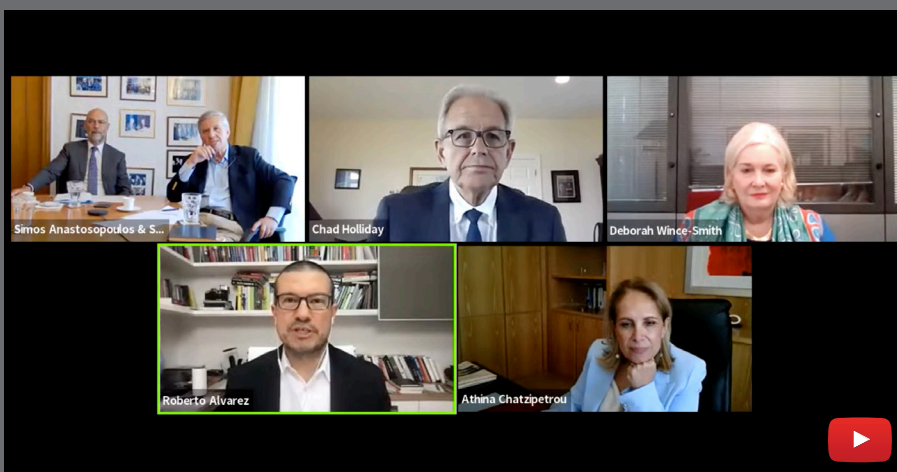 Simos Anastosopoulos & S...
Chad Holliday
Deborah Wince-Smith
Roberto Alvarez
Athina Chatzipetrou